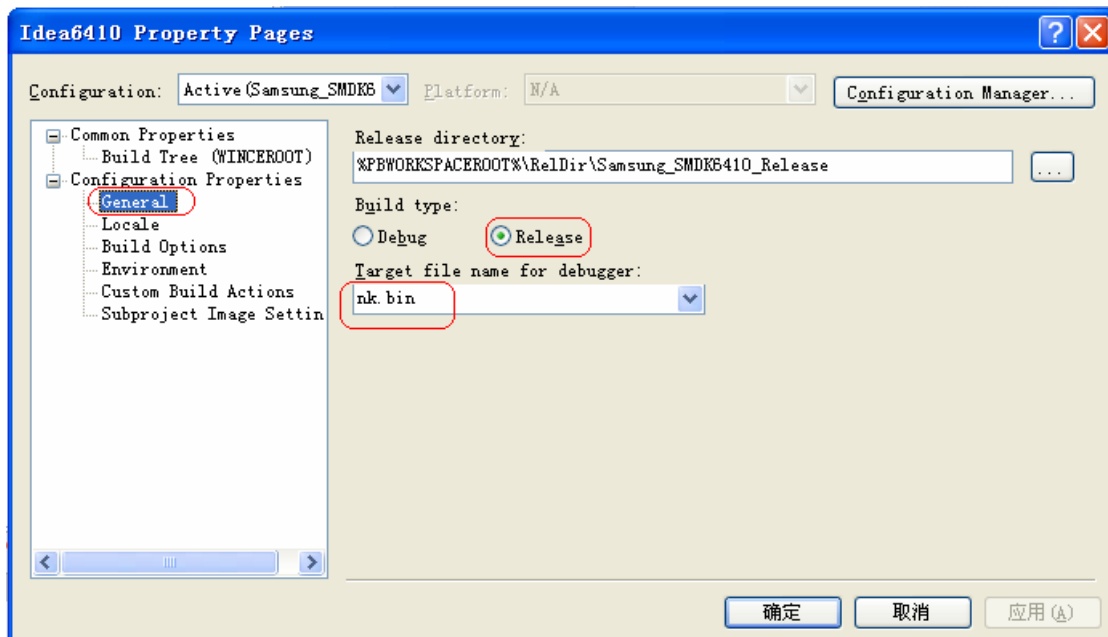 Idea6410 Property Pages
Configuration: Active(Samsung_SMDK6 Platform: N/A Configuration Manager...
Common Properties
Build Tree (WINCEROOT)
Configuration Properties
General
Locale
Build Options
Environment
Custom Build Actions
Subproject Image Settin
Release directory:
%PBWORKSPACEROOT%\RelDir\Samsung_SMDK6410_Release
...
Build type:
Debug Release
Target file name for debugger:
nk.bin
确定 取消 应用(A)